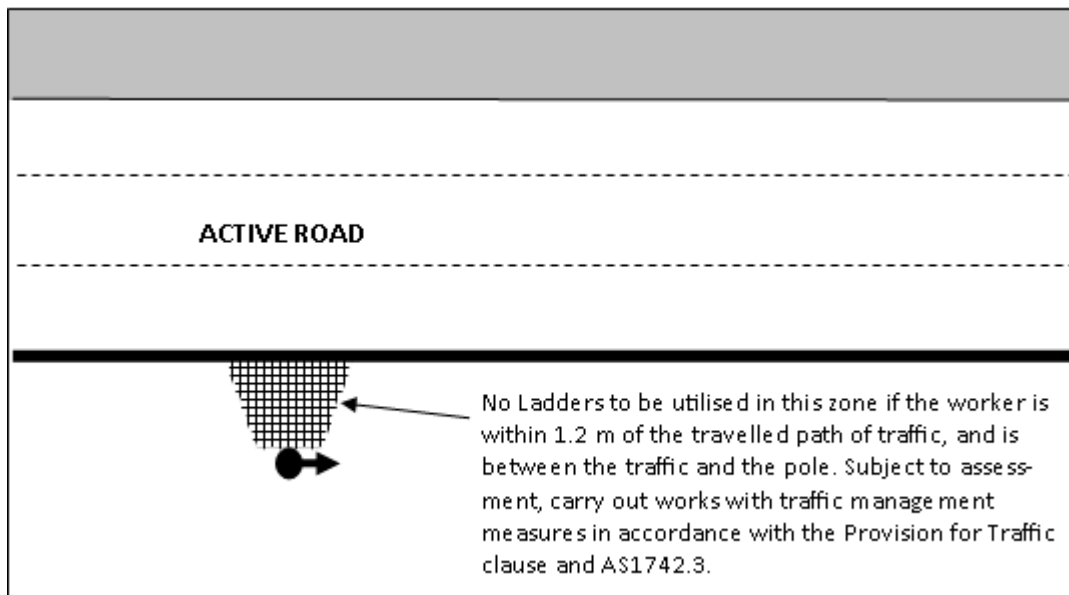 ACTIVE ROAD
No Ladders to be utilised in this zone if the worker is
within 1.2 m of the travelled path of traffic, and is
between the traffic and the pole. Subject to assess-
ment, carry out works with traffic management
measures in accordance with the Provision for Traffic
clause and AS1742.3.